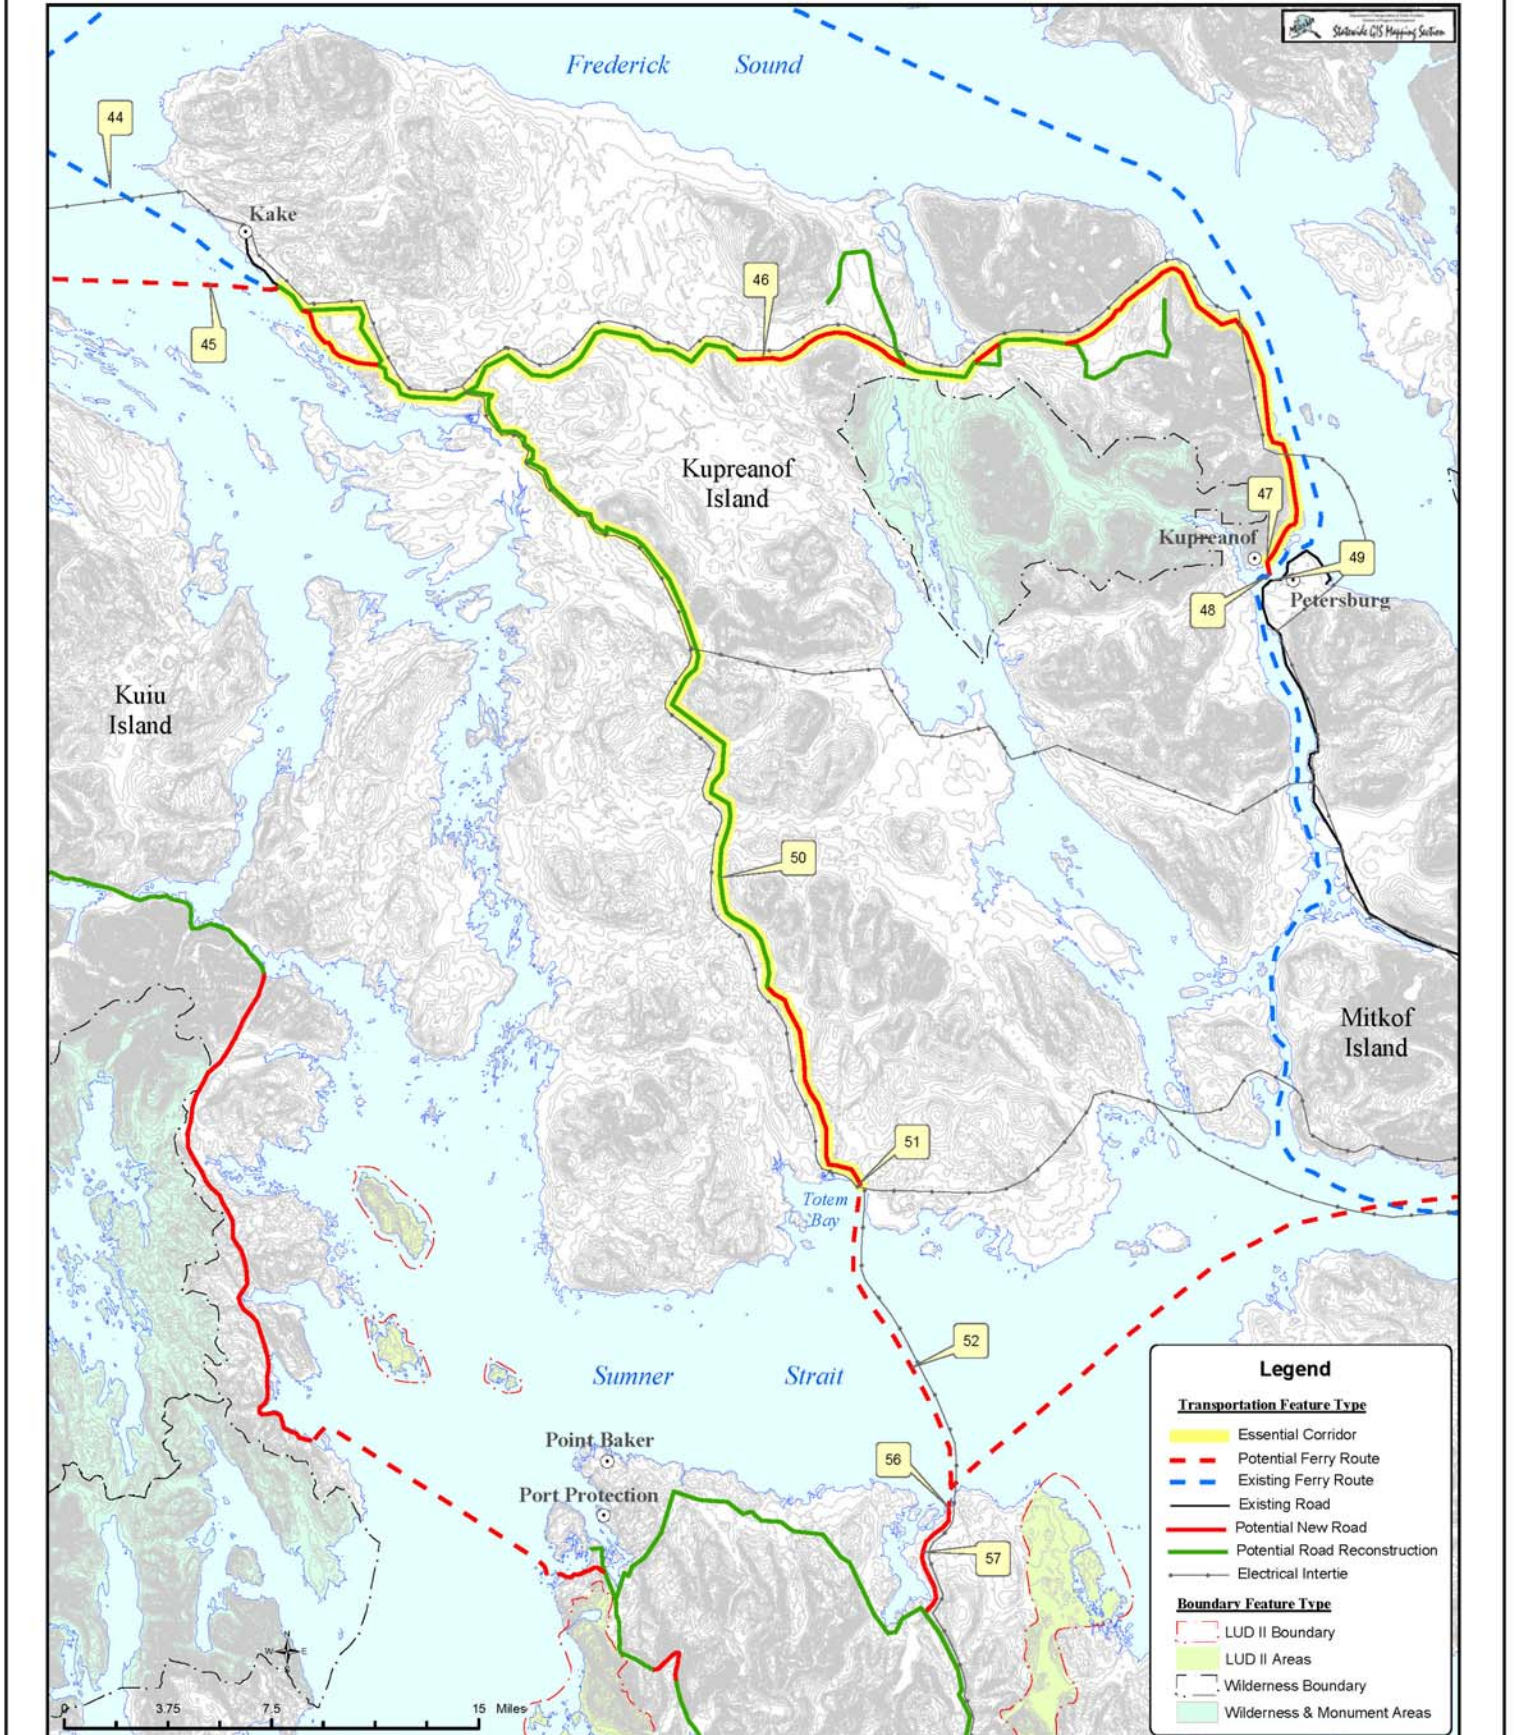 Statewide GIS Mapping Section
Frederick Sound
44
Kake
46
45
Kupreanof
Island
47
Kupreanof
49
48
Petersburg
Kuiu
Island
50
Mitkof
Island
51
Totem
Bay
52
Sumner Strait
Point Baker
56
Port Protection
57
N
W E
0 3.75 7.5 15 Miles
Legend
Transportation Feature Type
Essential Corridor
Potential Ferry Route
Existing Ferry Route
Existing Road
Potential New Road
Potential Road Reconstruction
Electrical Intertie
Boundary Feature Type
LUD II Boundary
LUD II Areas
Wilderness Boundary
Wilderness & Monument Areas